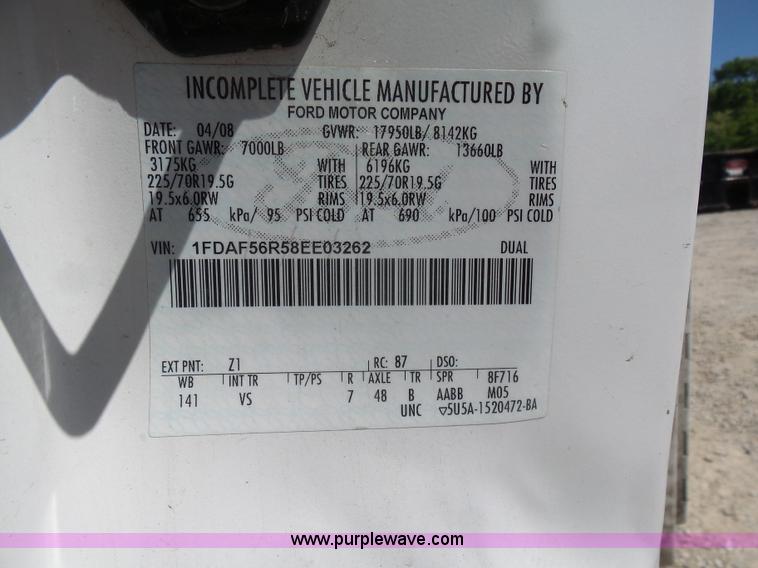 INCOMPLETE VEHICLE MANUFACTURED BY
FORD MOTOR COMPANY
DATE: 04/08 GVWR: 17950LB/ 8142KG
FRONT GAWR: 7000LB REAR GAWR: 13660LB
3175KG WITH 6196KG WITH
225/70R19.5G TIRES 225/70R19.5G TIRES
19.5x6.0RW RIMS 19.5x6.0RW RIMS
AT 655 kPa/ 95 PSI COLD AT 690 kPa/100 PSI COLD
VIN: 1FDAF56R58EE03262 DUAL
EXT PNT: Z1 RC: 87 DSO:
WB INT TR TP/PS R AXLE TR SPR 8F716
141 VS 7 48 B AABB M05
UNC ▽5U5A-1520472-BA
www.purplewave.com